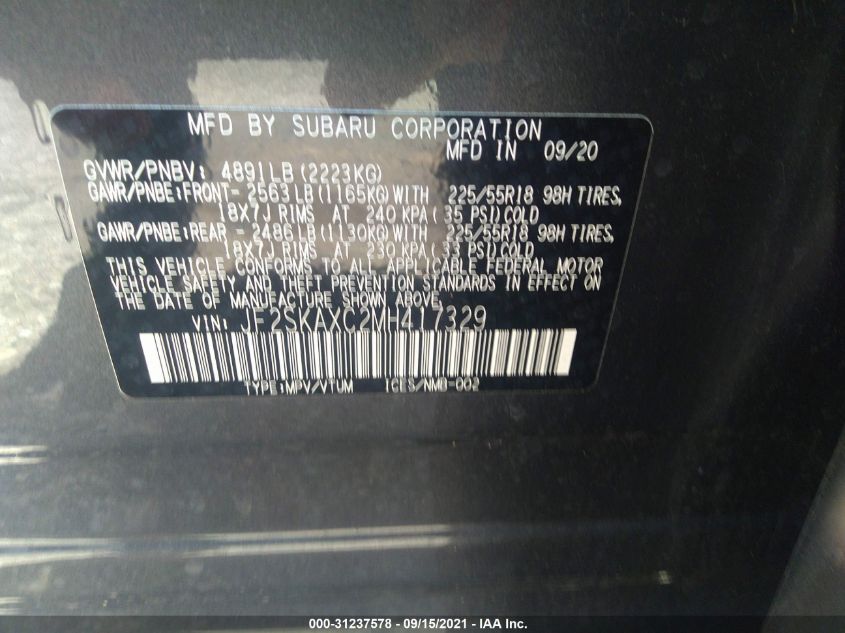 MFD BY SUBARU CORPORATION
MFD IN 09/20
GVWR/PNBV: 4891LB(2223KG)
GAWR/PNBE:FRONT- 2563LB(1165KG)WITH 225/55R18 98H TIRES,
18X7J RIMS AT 240 KPA( 35 PSI)COLD
GAWR/PNBE:REAR - 2486LB(1130KG)WITH 225/55R18 98H TIRES,
18X7J RIMS AT 230 KPA( 33 PSI)COLD
THIS VEHICLE CONFORMS TO ALL APPLICABLE FEDERAL MOTOR
VEHICLE SAFETY AND THEFT PREVENTION STANDARDS IN EFFECT ON
THE DATE OF MANUFACTURE SHOWN ABOVE.
VIN: JF2SKAXC2MH417329
TYPE:MPV/VTUM ICES/NMB-002
000-31237578 - 09/15/2021 - IAA Inc.